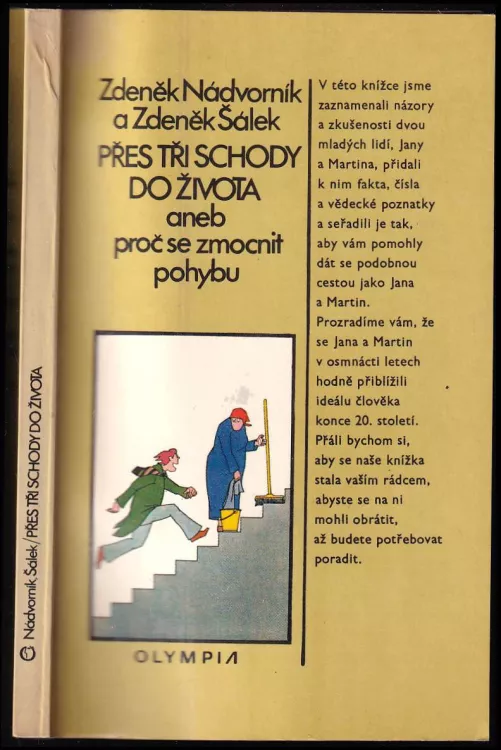 Nádvorník, Šálek/PŘES TŘI SCHODY DO ŽIVOTA
Zdeněk Nádvorník
a Zdeněk Šálek
PŘES TŘI SCHODY
DO ŽIVOTA
aneb
proč se zmocnit
pohybu
OLYMPIA
V této knížce jsme
zaznamenali názory
a zkušenosti dvou
mladých lidí, Jany
a Martina, přidali
k nim fakta, čísla
a vědecké poznatky
a seřadili je tak,
aby vám pomohly
dát se podobnou
cestou jako Jana
a Martin.
Prozradíme vám, že
se Jana a Martin
v osmnácti letech
hodně přiblížili
ideálu člověka
konce 20. století.
Přáli bychom si,
aby se naše knížka
stala vaším rádcem,
abyste se na ni
mohli obrátit,
až budete potřebovat
poradit.